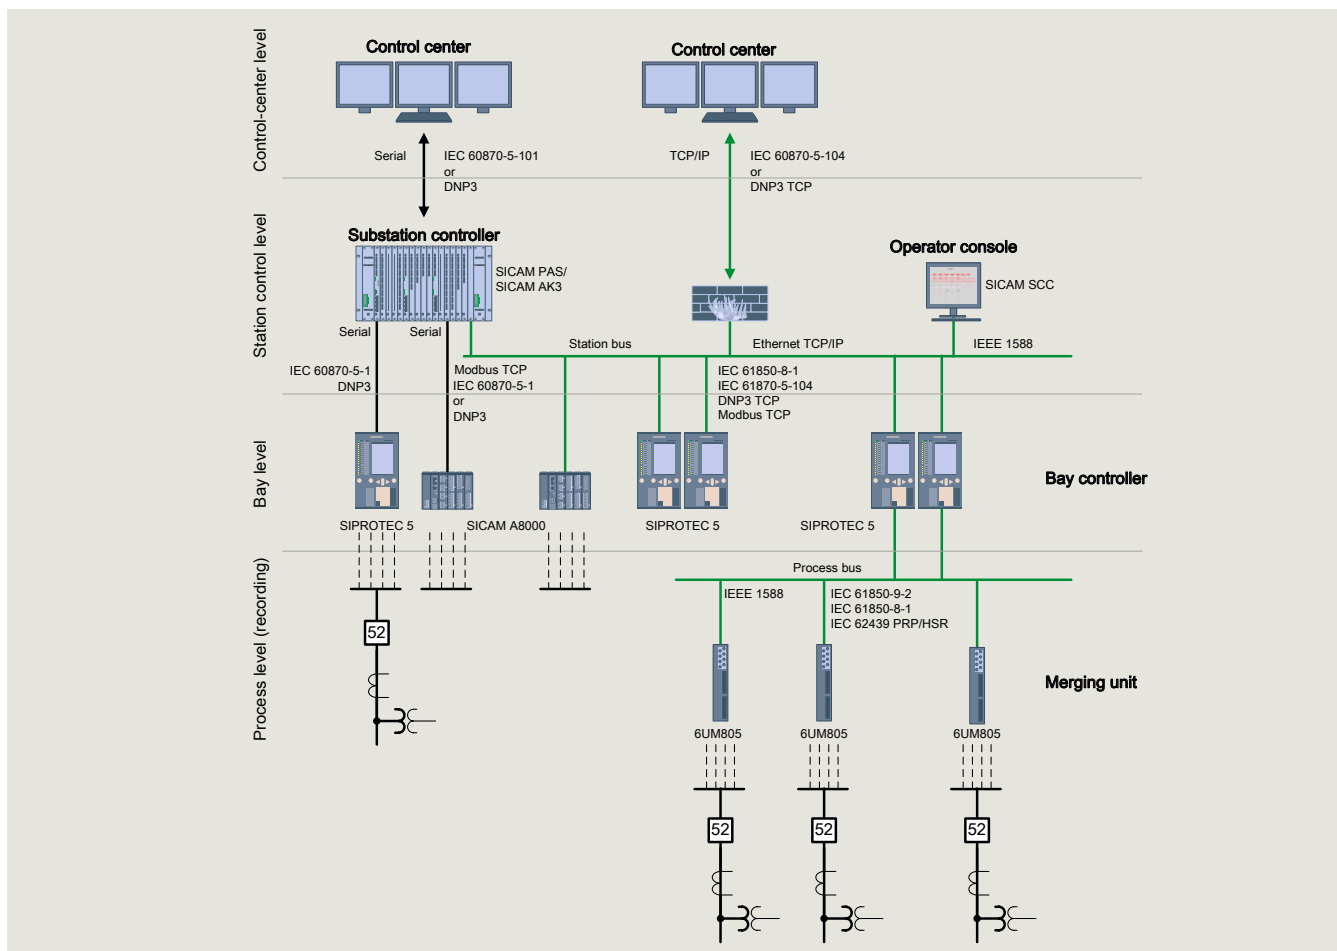 Control-center level
Control center
Control center
Serial
IEC 60870-5-101
or
DNP3
TCP/IP
IEC 60870-5-104
or
DNP3 TCP
Station control level
Substation controller
SICAM PAS/
SICAM AK3
Operator console
SICAM SCC
Serial
Serial
Station bus
Ethernet TCP/IP
IEEE 1588
IEC 60870-5-1
DNP3
Modbus TCP
IEC 60870-5-1
or
DNP3
IEC 61850-8-1
IEC 61870-5-104
DNP3 TCP
Modbus TCP
Bay level
Bay controller
SIPROTEC 5
SICAM A8000
SIPROTEC 5
SIPROTEC 5
Process level (recording)
Process bus
IEEE 1588
IEC 61850-9-2
IEC 61850-8-1
IEC 62439 PRP/HSR
52
Merging unit
6UM805
6UM805
6UM805
52
52
52